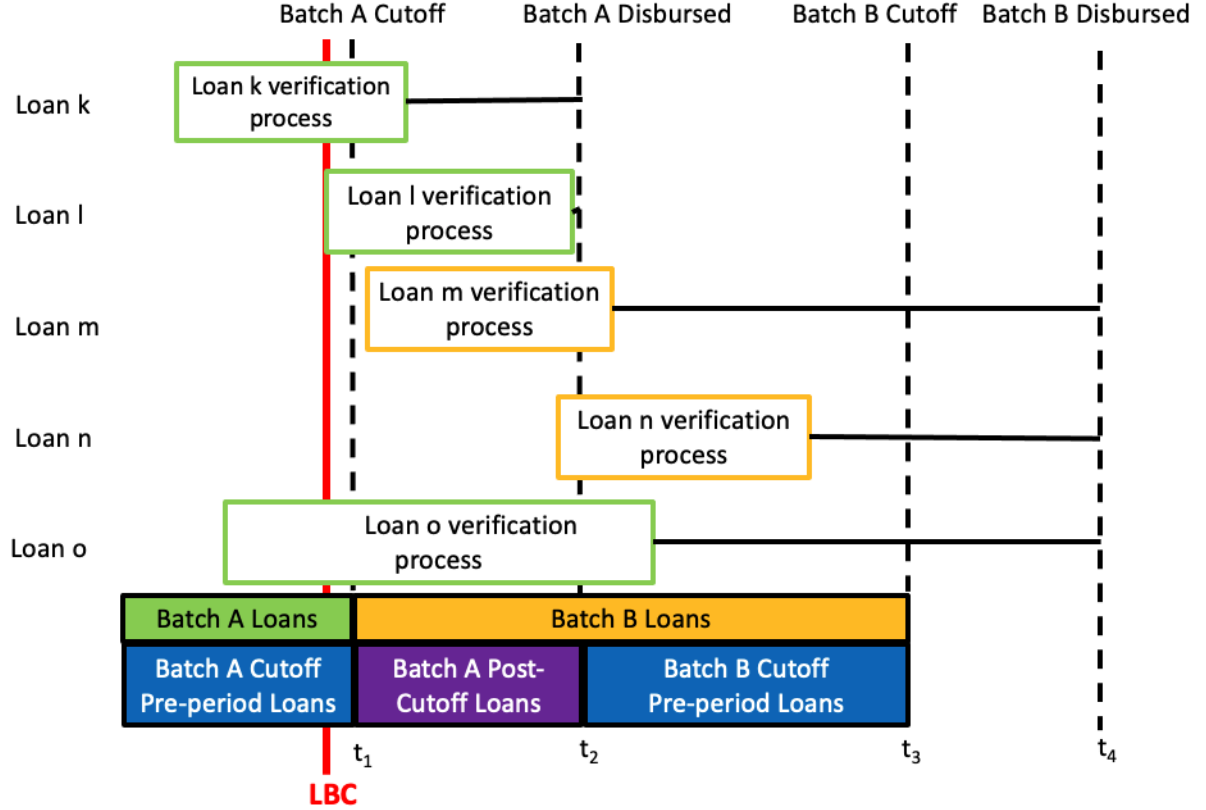 Batch A Cutoff
Batch A Disbursed
Batch B Cutoff
Batch B Disbursed
Loan k
Loan k verification
process
Loan l
Loan l verification
process
Loan m
Loan m verification
process
Loan n
Loan n verification
process
Loan o
Loan o verification
process
Batch A Loans
Batch B Loans
Batch A Cutoff
Pre-period Loans
Batch A Post-
Cutoff Loans
Batch B Cutoff
Pre-period Loans
t₁
t₂
t₃
t₄
LBC